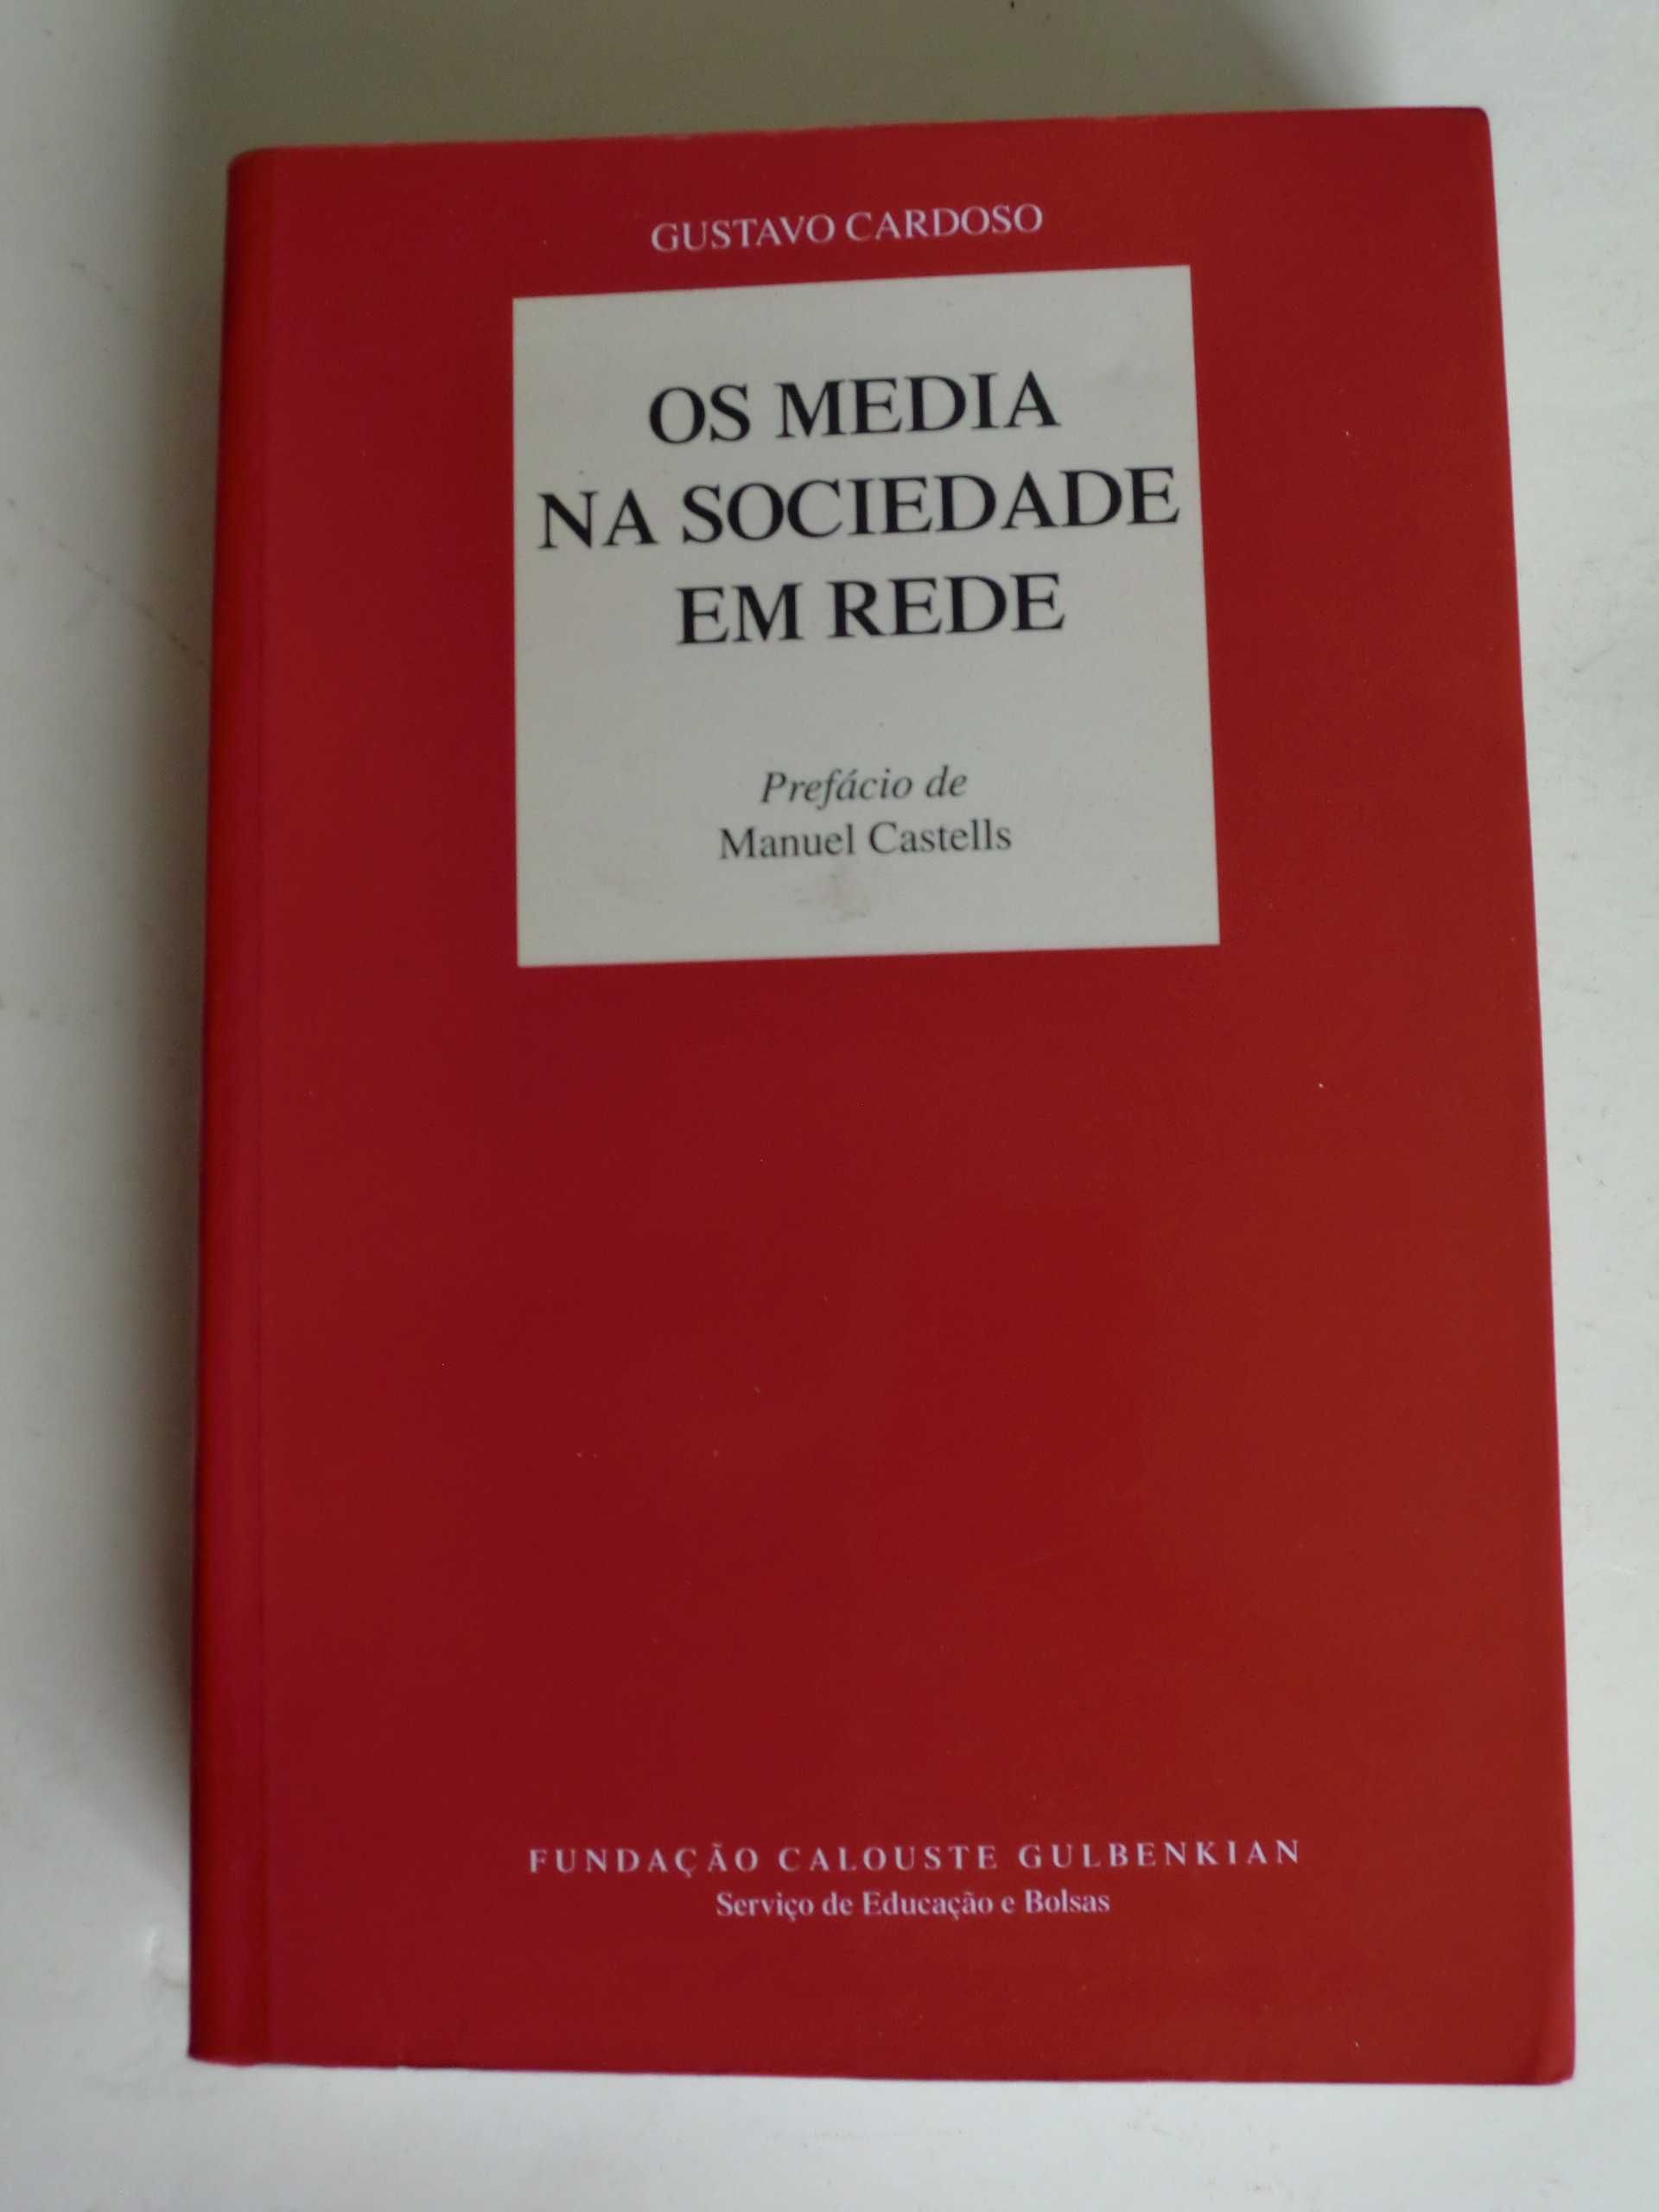 GUSTAVO CARDOSO
OS MEDIA
NA SOCIEDADE
EM REDE
Prefácio de
Manuel Castells
FUNDAÇÃO CALOUSTE GULBENKIAN
Serviço de Educação e Bolsas